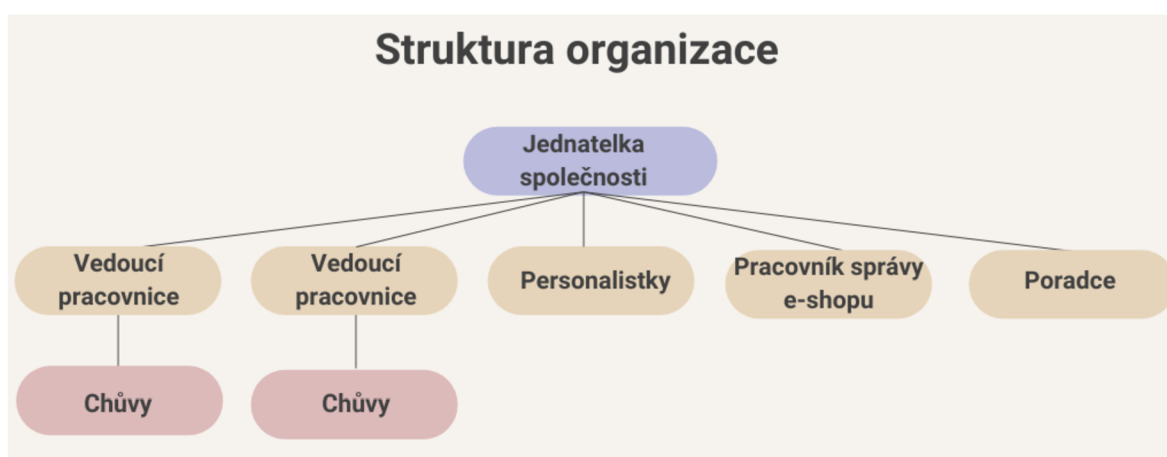 Struktura organizace
Jednatelka
společnosti
Vedoucí
pracovnice
Vedoucí
pracovnice
Personalistky
Pracovník správy
e-shopu
Poradce
Chůvy
Chůvy